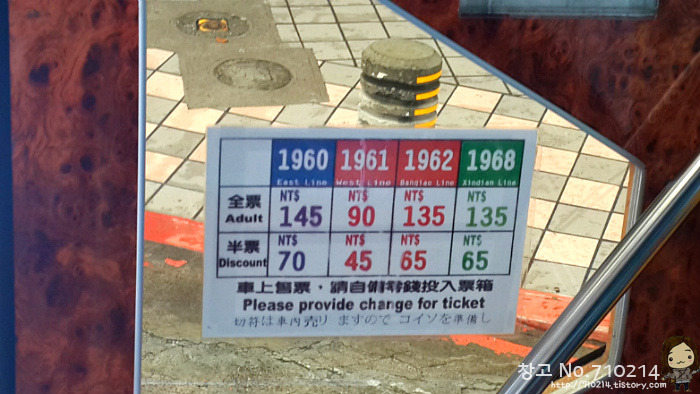 1960 1961 1962 1968
East Line West Line Banqiao Line Xindian Line
全票 NT$ NT$ NT$ NT$
Adult 145 90 135 135
半票 NT$ NT$ NT$ NT$
Discount 70 45 65 65
車上售票，請自備零錢投入票箱
Please provide change for ticket
切符は車内売り ますので コイソを準備し
창고 No.710214
http://710214.tistory.com